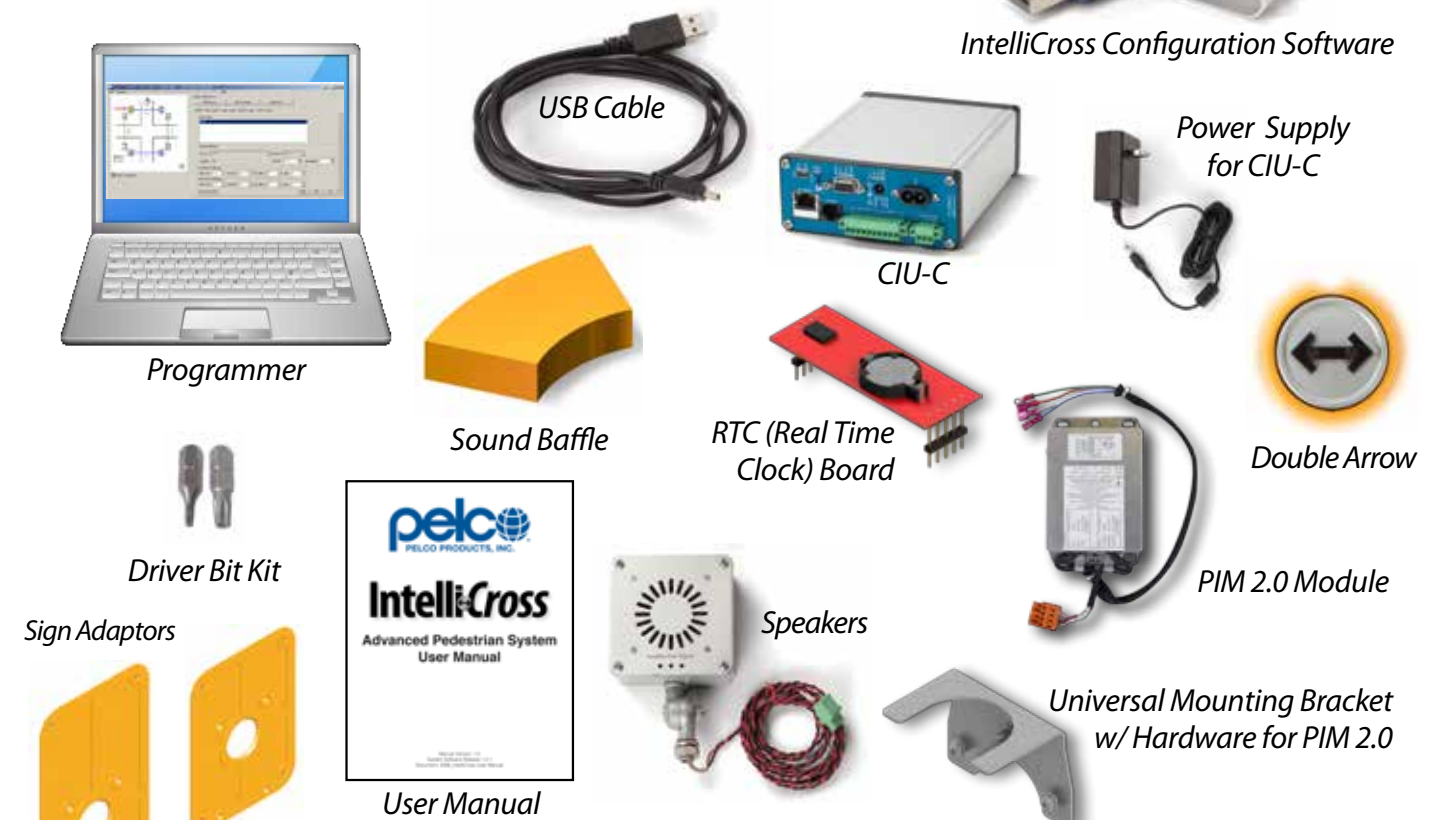 IntelliCross Configuration Software
USB Cable
Power Supply
for CIU-C
CIU-C
Programmer
Sound Baffle
RTC (Real Time
Clock) Board
Double Arrow
Driver Bit Kit
pelco
PELCO PRODUCTS, INC.
IntelliCross
Advanced Pedestrian System
User Manual
PIM 2.0 Module
Speakers
Sign Adaptors
Universal Mounting Bracket
w/ Hardware for PIM 2.0
User Manual